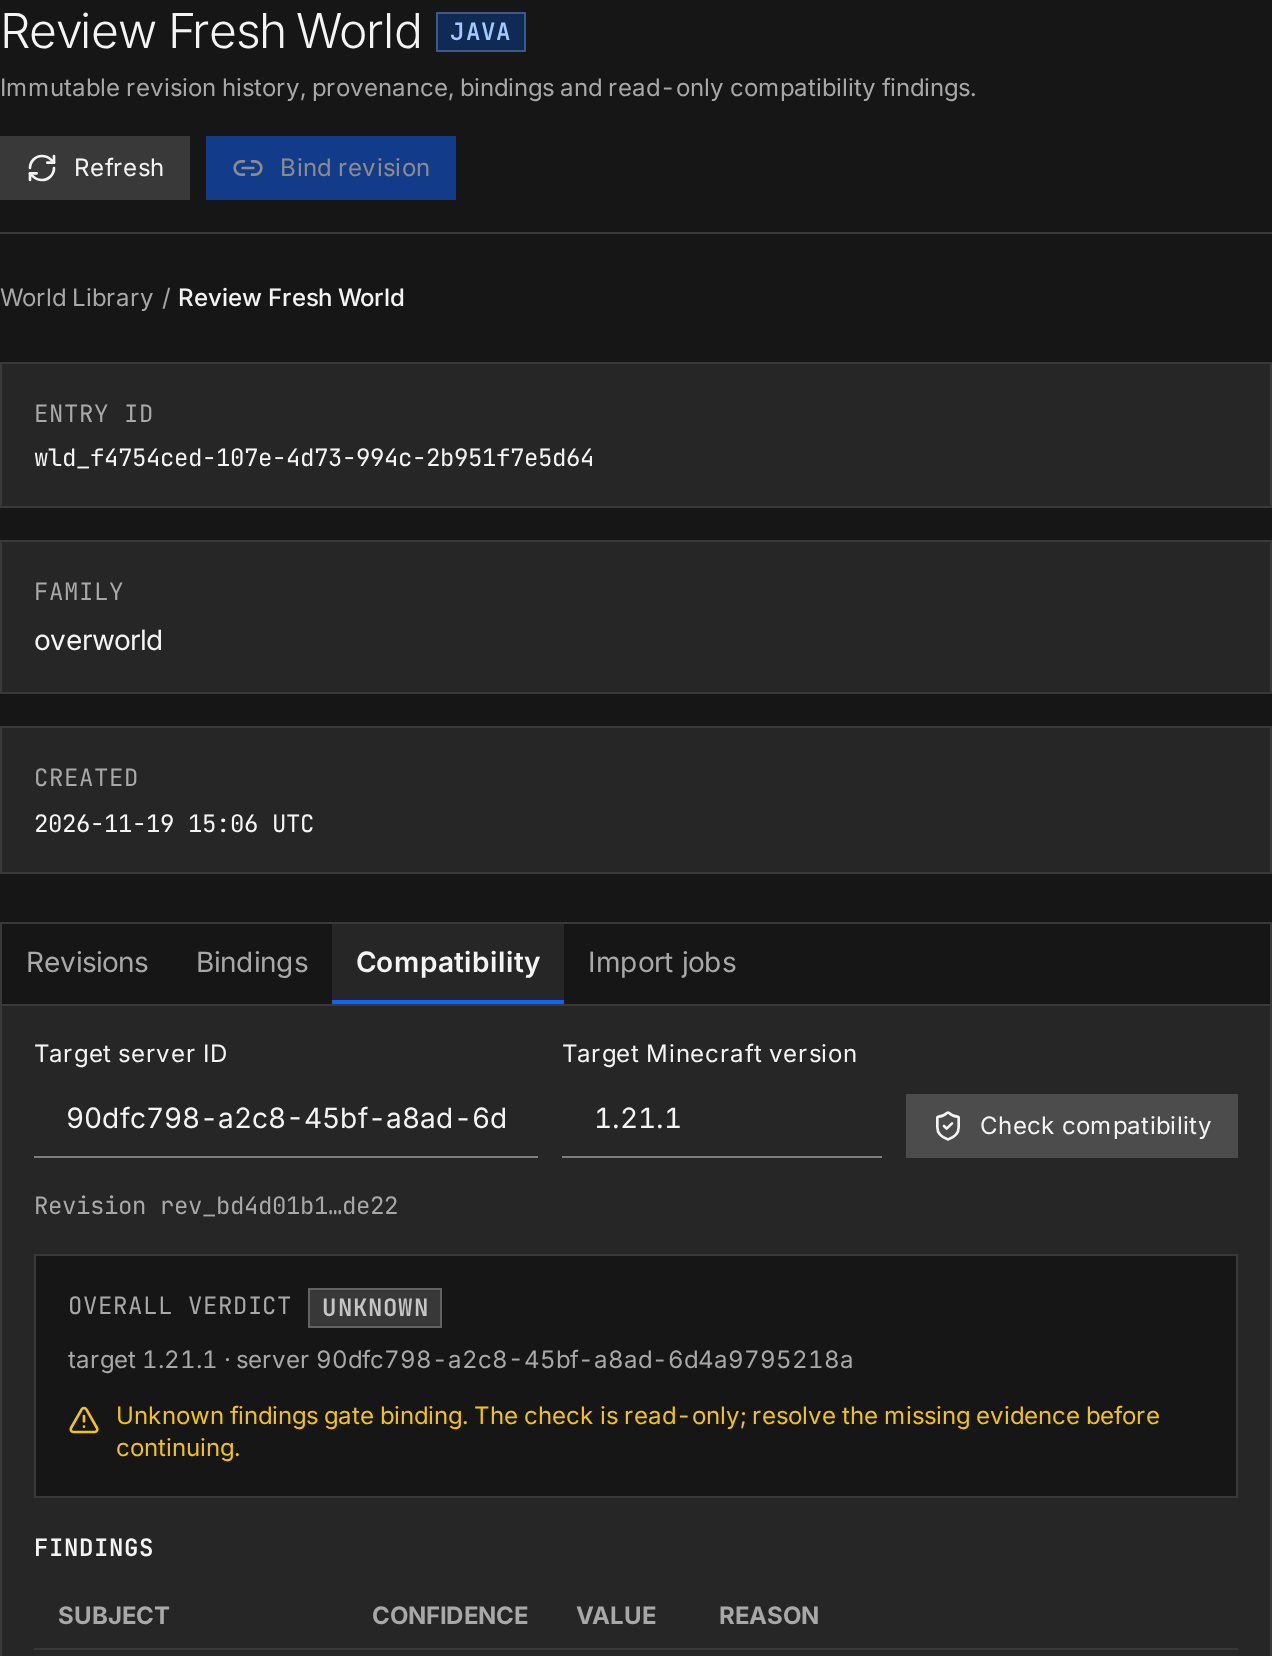 Review Fresh World JAVA
Immutable revision history, provenance, bindings and read-only compatibility findings.
Refresh Bind revision
World Library / Review Fresh World
ENTRY ID
wld_f4754ced-107e-4d73-994c-2b951f7e5d64
FAMILY
overworld
CREATED
2026-11-19 15:06 UTC
Revisions Bindings Compatibility Import jobs
Target server ID Target Minecraft version
90dfc798-a2c8-45bf-a8ad-6d 1.21.1 Check compatibility
Revision rev_bd4d01b1…de22
OVERALL VERDICT UNKNOWN
target 1.21.1 · server 90dfc798-a2c8-45bf-a8ad-6d4a9795218a
Unknown findings gate binding. The check is read-only; resolve the missing evidence before
continuing.
FINDINGS
SUBJECT CONFIDENCE VALUE REASON